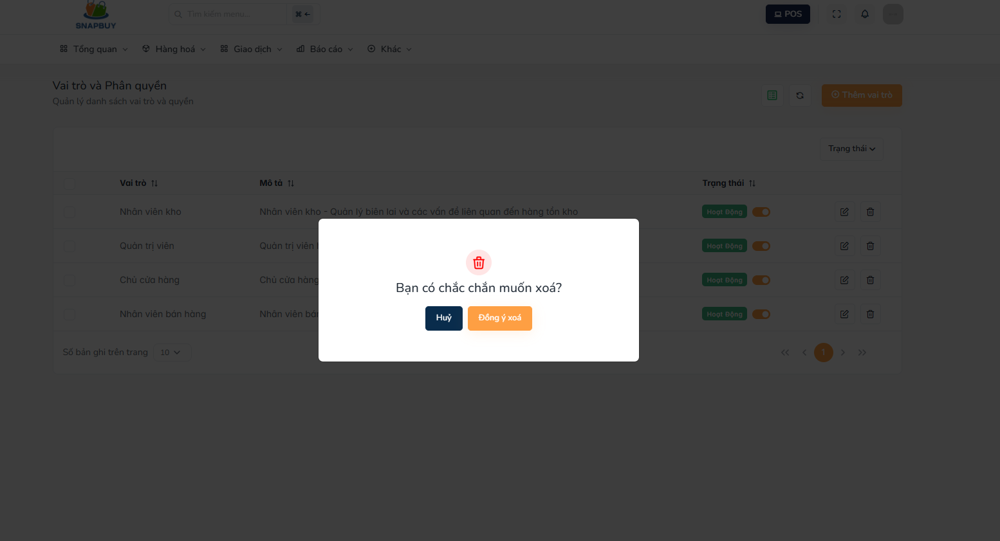 SNAPBUY
Tìm kiếm menu...
POS
Tổng quan
Hàng hoá
Giao dịch
Báo cáo
Khác
Vai trò và Phân quyền
Quản lý danh sách vai trò và quyền
Thêm vai trò
Trạng thái
Vai trò Mô tả Trạng thái
Nhân viên kho Nhân viên kho - Quản lý biên lai và các vấn đề liên quan đến hàng tồn kho Hoạt Động
Quản trị viên Quản trị viên Hoạt Động
Chủ cửa hàng Chủ cửa hàng Hoạt Động
Nhân viên bán hàng Nhân viên bán Hoạt Động
Bạn có chắc chắn muốn xoá?
Huỷ Đồng ý xoá
Số bản ghi trên trang 10
1